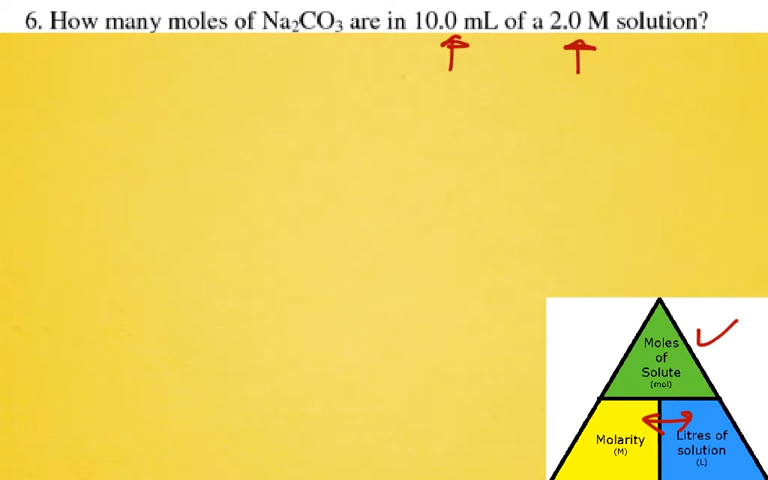 6. How many moles of Na₂CO₃ are in 10.0 mL of a 2.0 M solution?
Moles
of
Solute
(mol)
Molarity
(M)
Litres of
solution
(L)